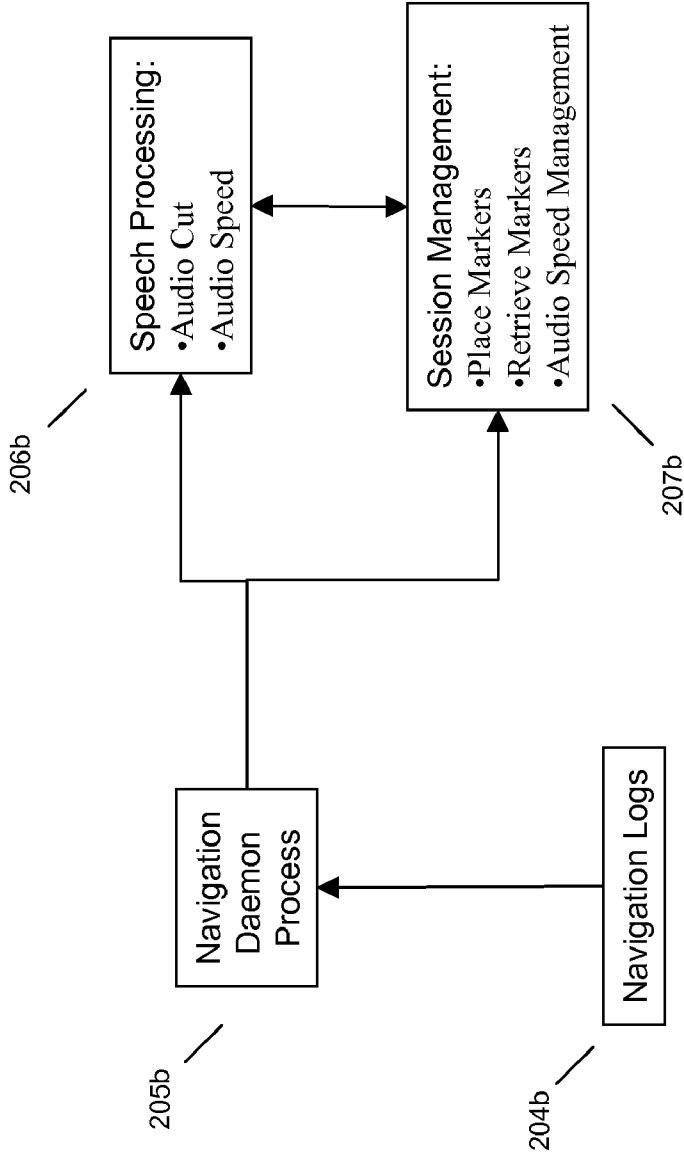 206b
Speech Processing:
•Audio Cut
•Audio Speed
205b
Navigation
Daemon
Process
Session Management:
•Place Markers
•Retrieve Markers
•Audio Speed Management
207b
204b
Navigation Logs